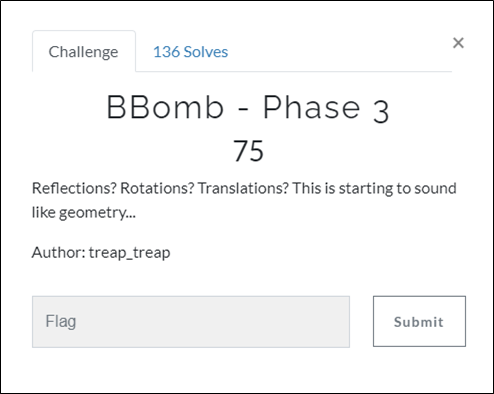 Challenge
136 Solves
×
BBomb - Phase 3
75
Reflections? Rotations? Translations? This is starting to sound
like geometry...
Author: treap_treap
Flag
Submit